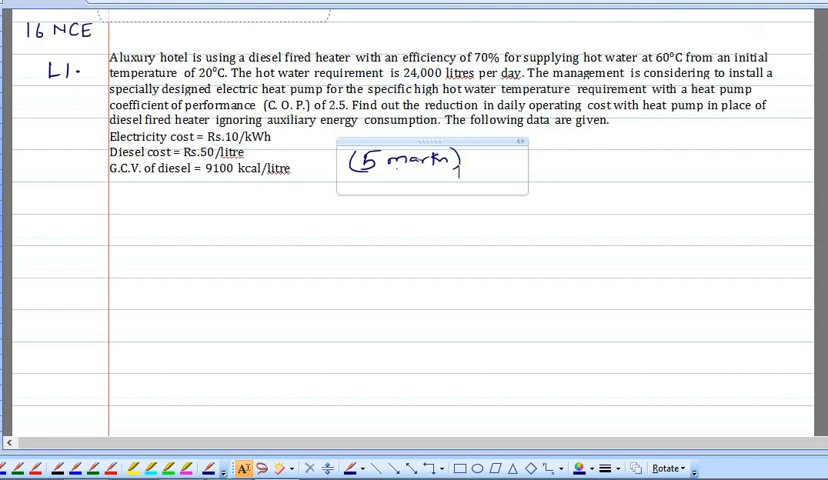 16 NCE
L1.
A luxury hotel is using a diesel fired heater with an efficiency of 70% for supplying hot water at 60°C from an initial
temperature of 20°C. The hot water requirement is 24,000 litres per day. The management is considering to install a
specially designed electric heat pump for the specific high hot water temperature requirement with a heat pump
coefficient of performance (C. O. P.) of 2.5. Find out the reduction in daily operating cost with heat pump in place of
diesel fired heater ignoring auxiliary energy consumption. The following data are given.
Electricity cost = Rs.10/kWh
Diesel cost = Rs.50/litre
G.C.V. of diesel = 9100 kcal/litre
(5 marks)
Rotate